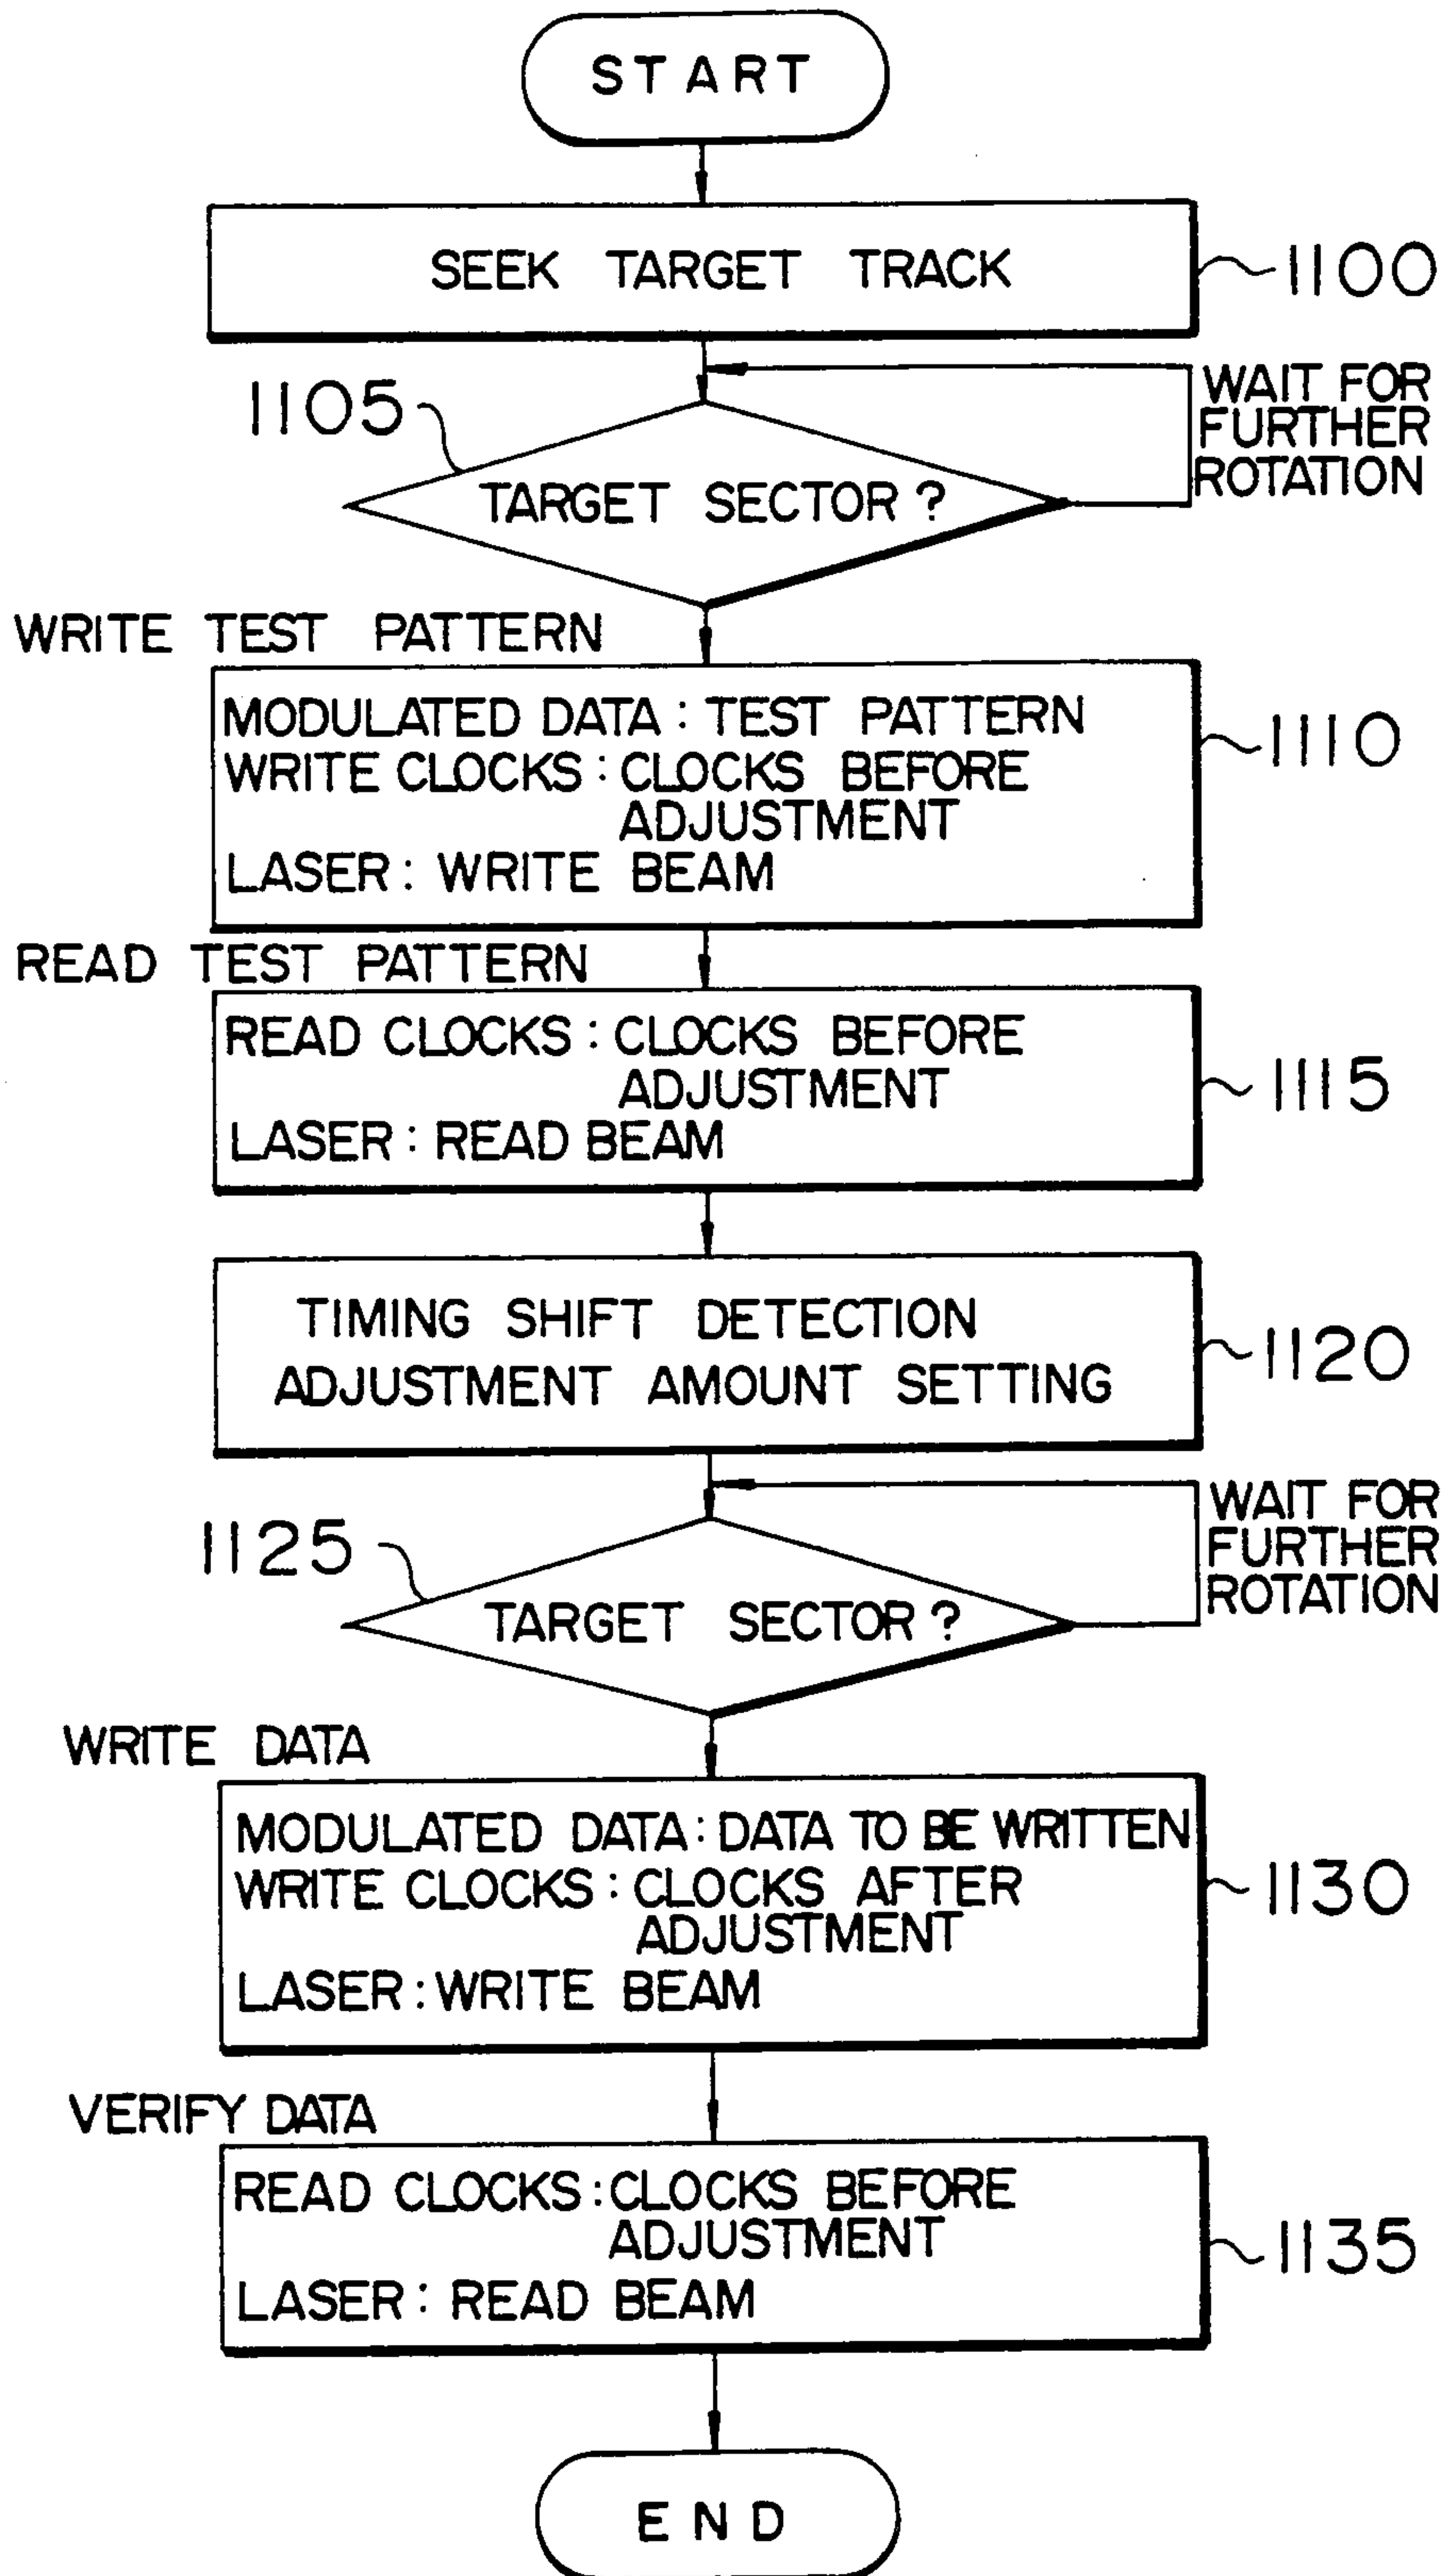 START
SEEK TARGET TRACK
1100
WAIT FOR
FURTHER
ROTATION
1105
TARGET SECTOR?
WRITE TEST PATTERN
MODULATED DATA: TEST PATTERN
WRITE CLOCKS: CLOCKS BEFORE
ADJUSTMENT
LASER: WRITE BEAM
1110
READ TEST PATTERN
READ CLOCKS: CLOCKS BEFORE
ADJUSTMENT
LASER: READ BEAM
1115
TIMING SHIFT DETECTION
ADJUSTMENT AMOUNT SETTING
1120
WAIT FOR
FURTHER
ROTATION
1125
TARGET SECTOR?
WRITE DATA
MODULATED DATA: DATA TO BE WRITTEN
WRITE CLOCKS: CLOCKS AFTER
ADJUSTMENT
LASER: WRITE BEAM
1130
VERIFY DATA
READ CLOCKS: CLOCKS BEFORE
ADJUSTMENT
LASER: READ BEAM
1135
END